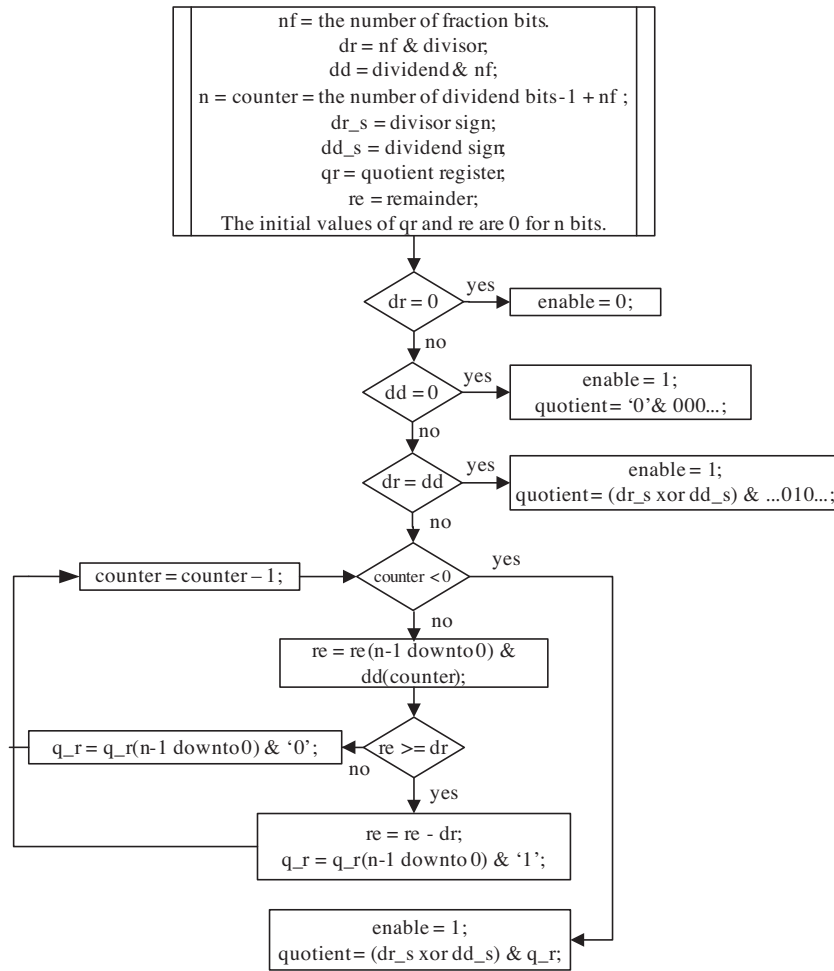 nf = the number of fraction bits.
dr = nf & divisor;
dd = dividend & nf;
n = counter = the number of dividend bits-1 + nf ;
dr_s = divisor sign;
dd_s = dividend sign;
qr = quotient register;
re = remainder;
The initial values of qr and re are 0 for n bits.
dr = 0
yes
enable = 0;
no
dd = 0
yes
enable = 1;
quotient = ‘0’ & 000...;
no
dr = dd
yes
enable = 1;
quotient = (dr_s xor dd_s) & ...010...;
no
counter = counter – 1;
counter < 0
yes
no
re = re(n-1 downto 0) &
dd(counter);
q_r = q_r(n-1 downto 0) & ‘0’;
re >= dr
no
yes
re = re - dr;
q_r = q_r(n-1 downto 0) & ‘1’;
enable = 1;
quotient = (dr_s xor dd_s) & q_r;